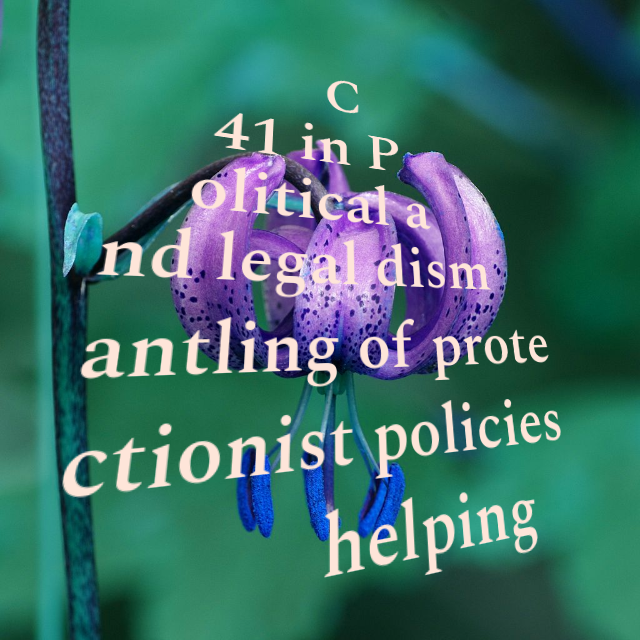 C
41 in P
olitical a
nd legal dism
antling of prote
ctionist policies
helping